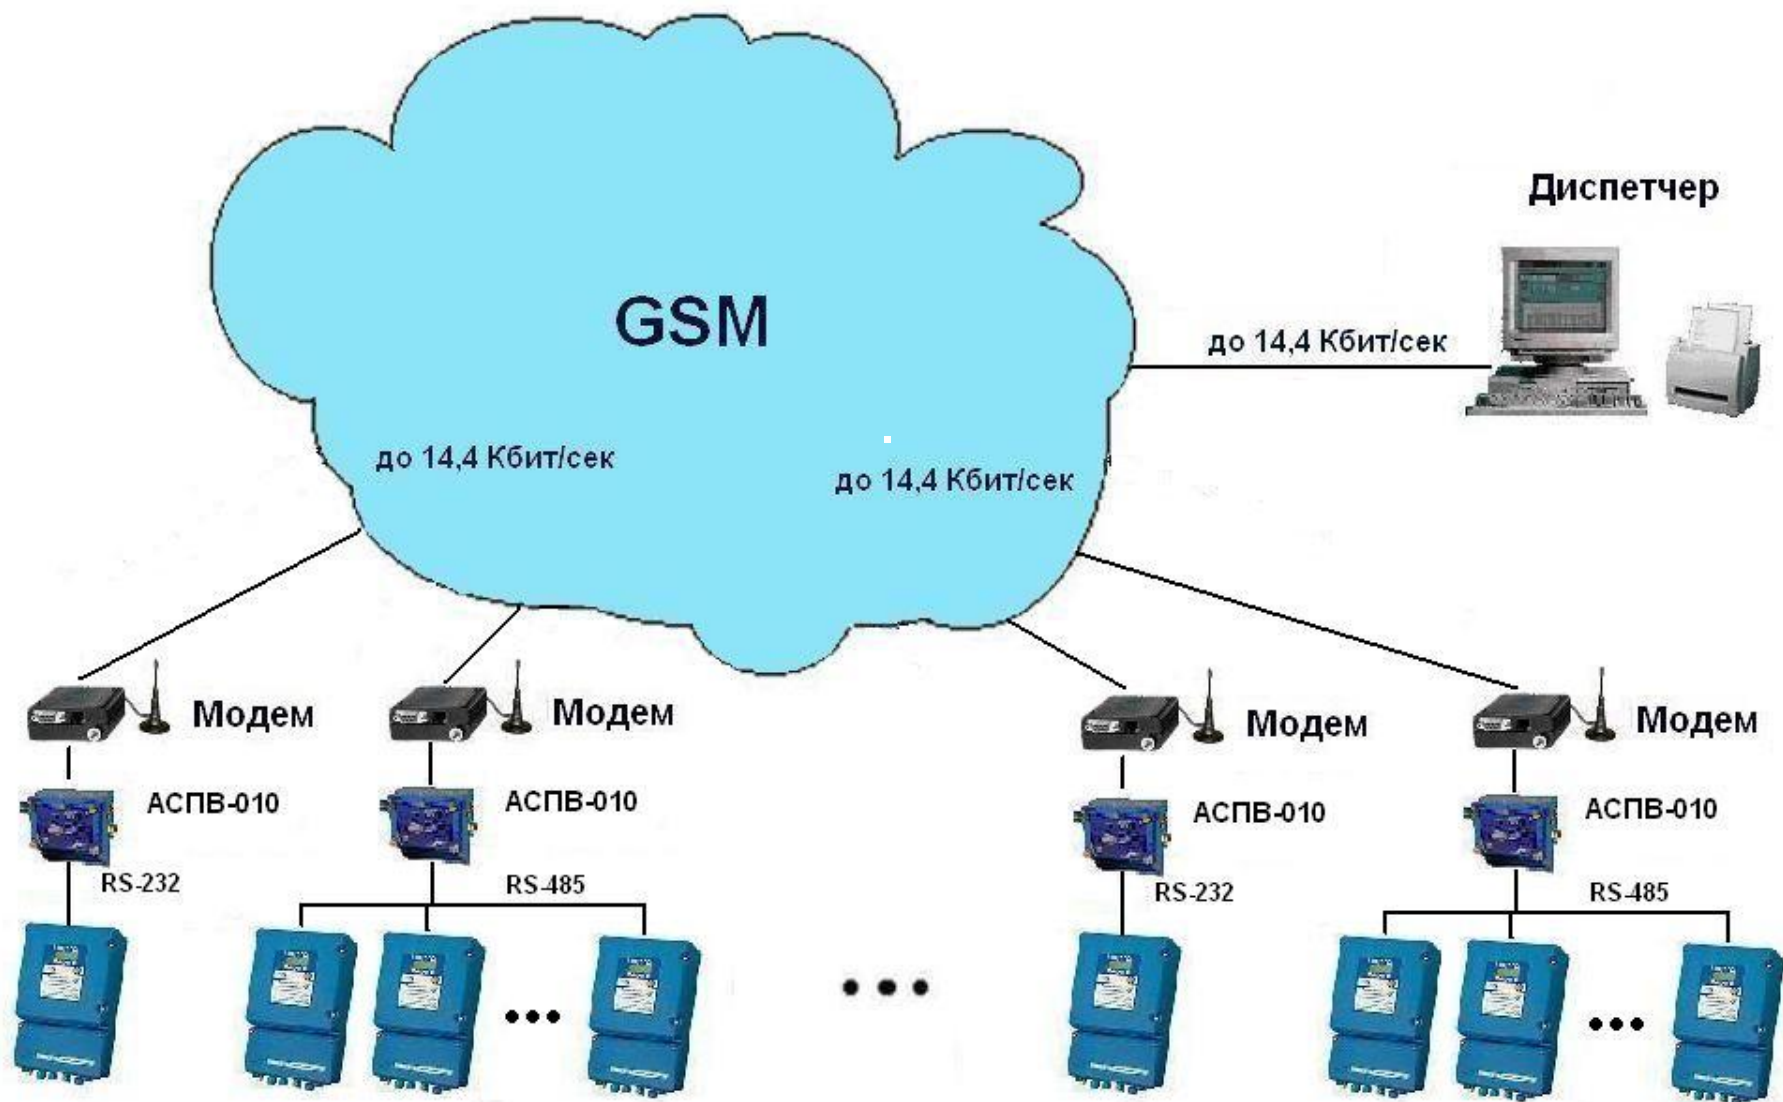 Диспетчер
GSM
до 14,4 Кбит/сек
до 14,4 Кбит/сек
до 14,4 Кбит/сек
Модем
Модем
Модем
Модем
АСПВ-010
АСПВ-010
АСПВ-010
АСПВ-010
RS-232
RS-485
RS-232
RS-485